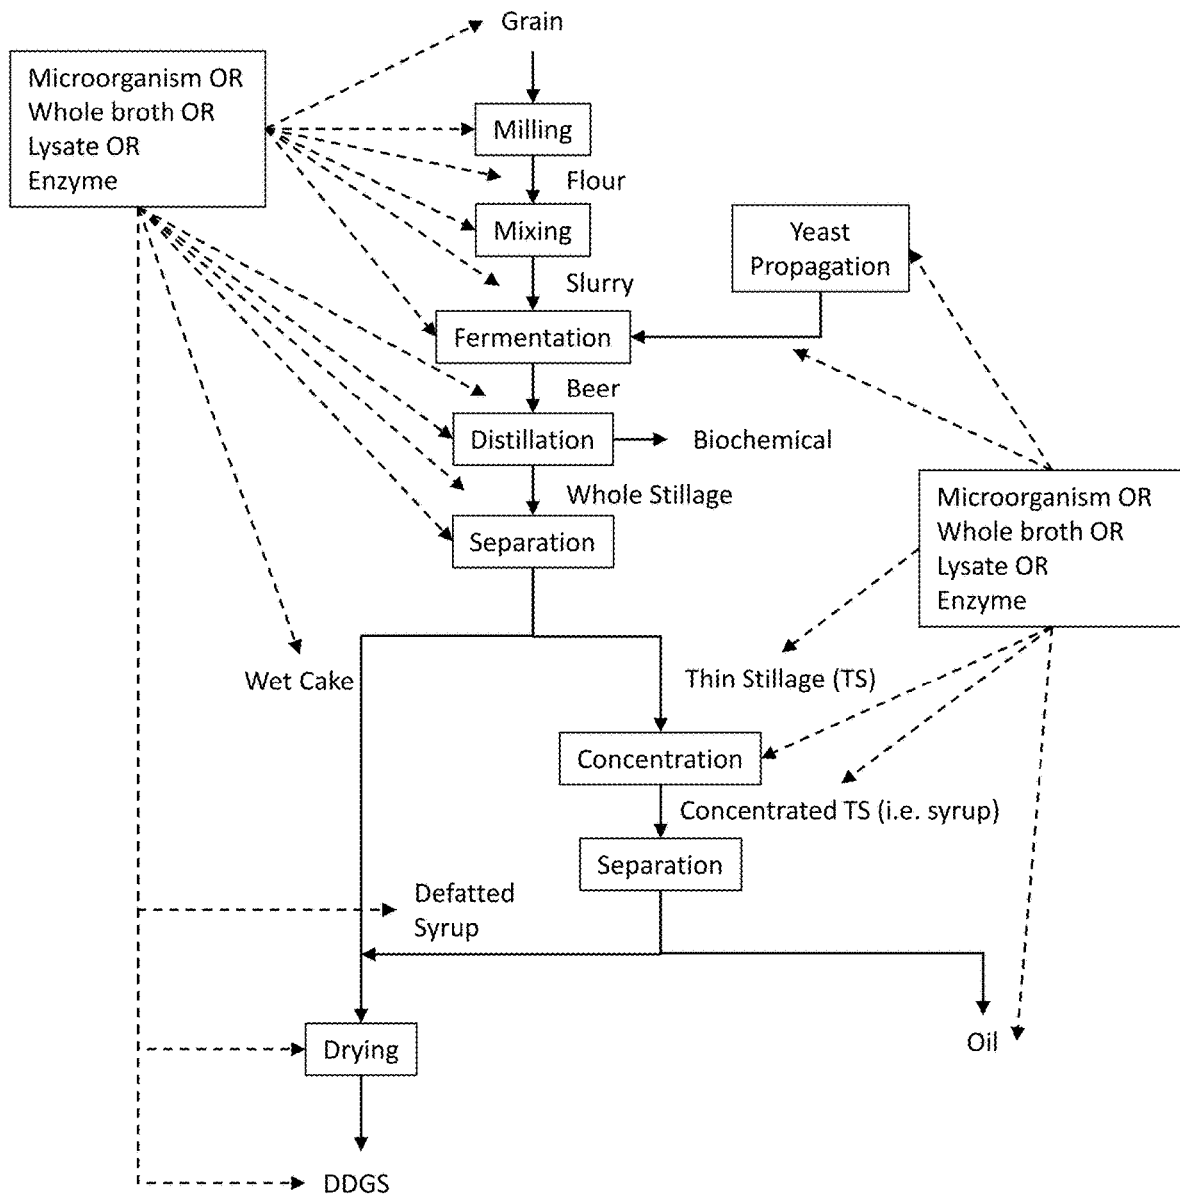 Grain
Microorganism OR
Whole broth OR
Lysate OR
Enzyme
Milling
Flour
Mixing
Yeast
Propagation
Slurry
Fermentation
Beer
Distillation
Biochemical
Whole Stillage
Microorganism OR
Whole broth OR
Lysate OR
Enzyme
Separation
Wet Cake
Thin Stillage (TS)
Concentration
Concentrated TS (i.e. syrup)
Separation
Defatted
Syrup
Drying
Oil
DDGS